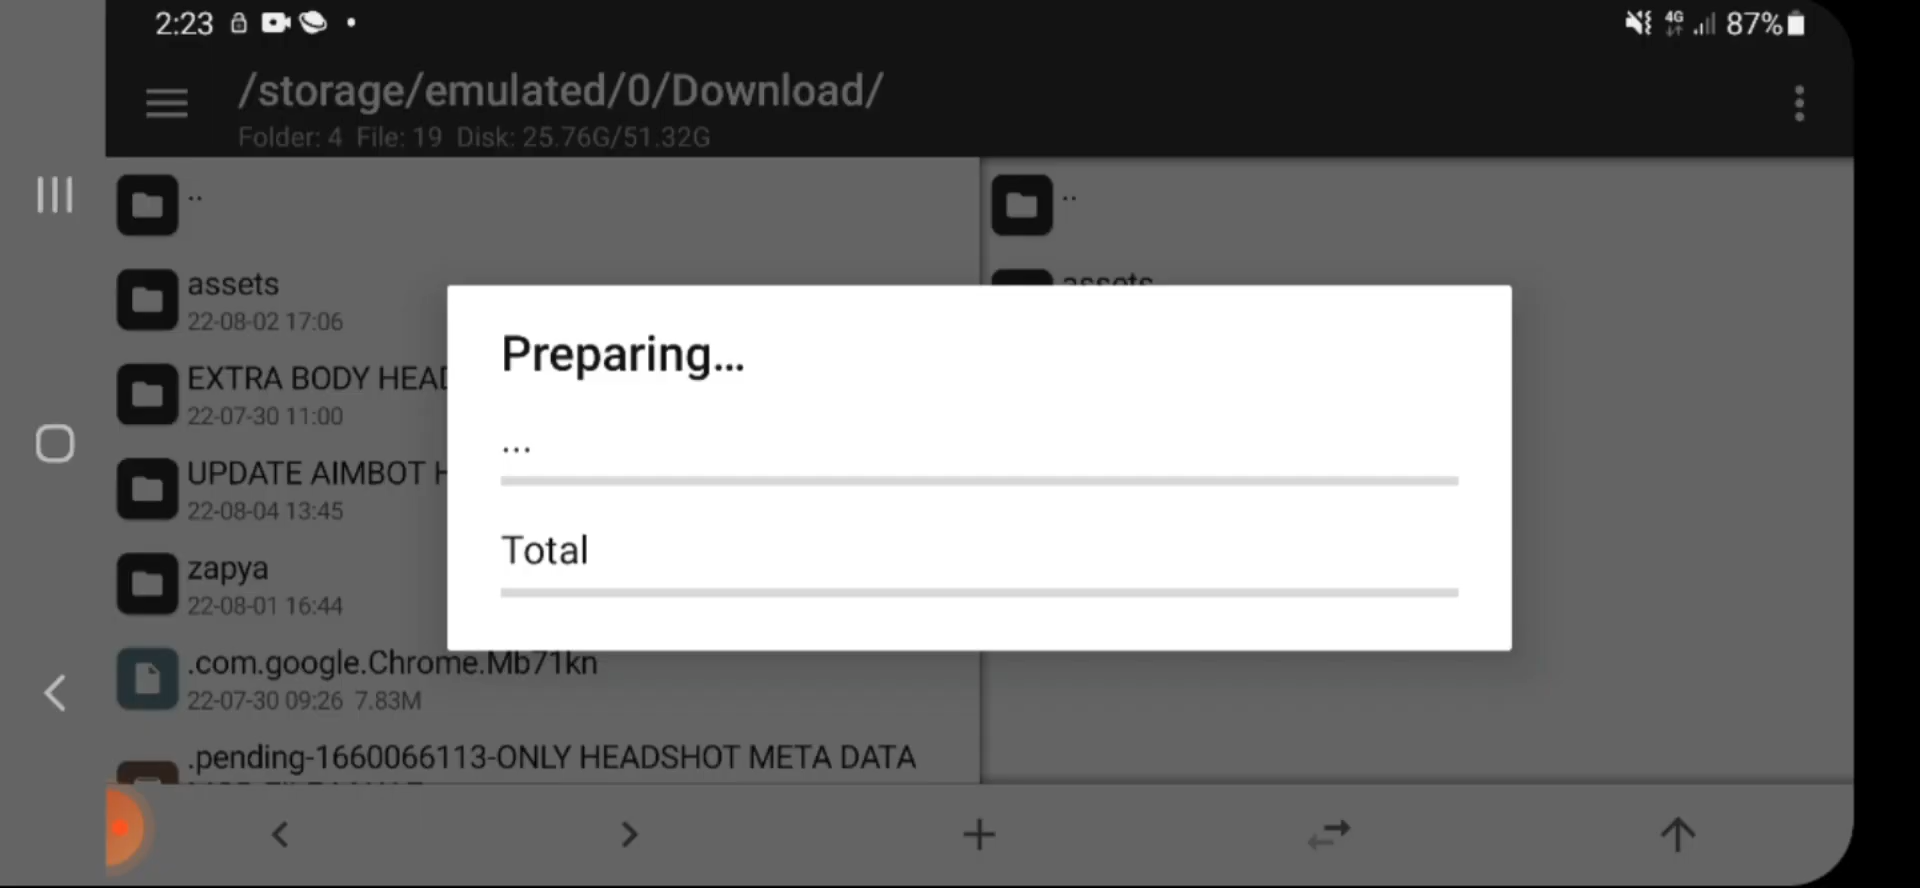 2:23
4G
87%
/storage/emulated/0/Download/
Folder: 4 File: 19 Disk: 25.76G/51.32G
..
assets
22-08-02 17:06
EXTRA BODY HEAD
22-07-30 11:00
UPDATE AIMBOT H
22-08-04 13:45
zapya
22-08-01 16:44
.com.google.Chrome.Mb71kn
22-07-30 09:26 7.83M
.pending-1660066113-ONLY HEADSHOT META DATA
..
assets
Preparing...
...
Total